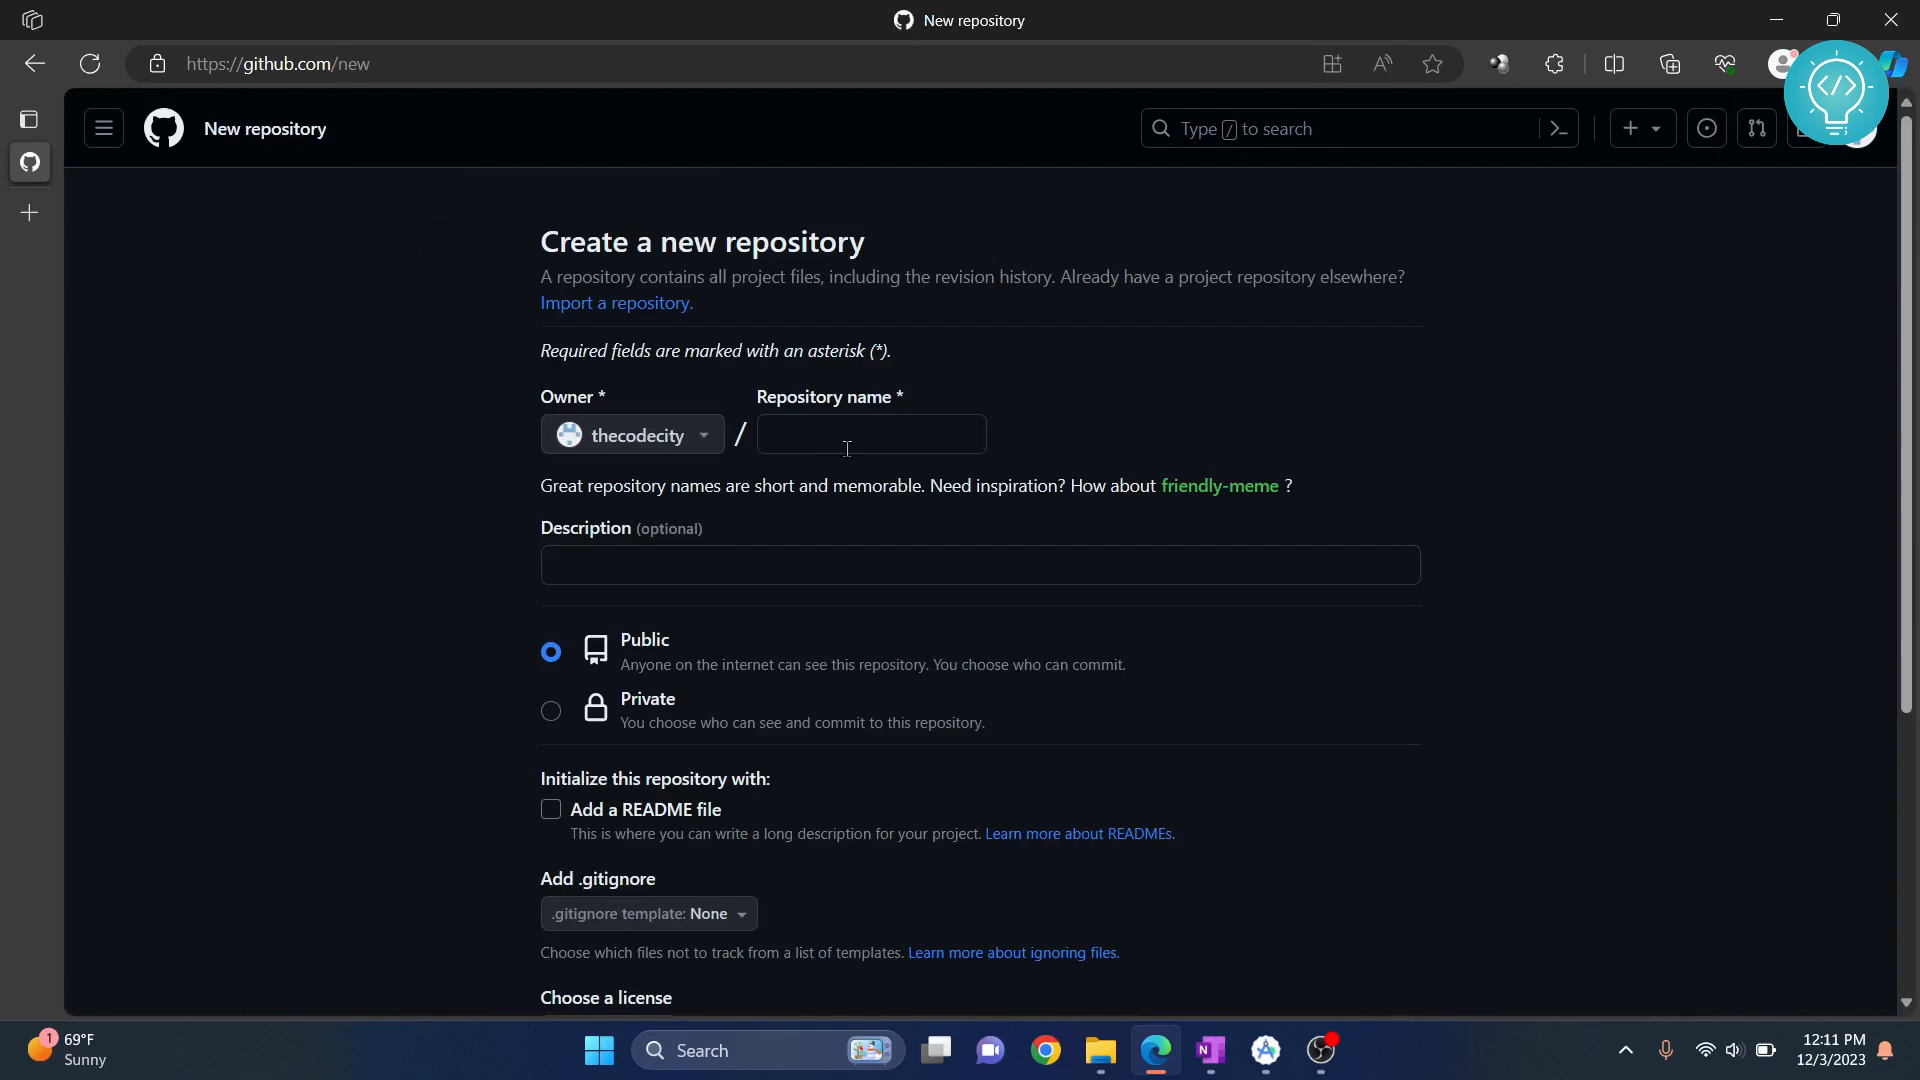 New repository
https://github.com/new
New repository
Type / to search
Create a new repository
A repository contains all project files, including the revision history. Already have a project repository elsewhere?
Import a repository.
Required fields are marked with an asterisk (*).
Owner *
Repository name *
thecodecity
/
Great repository names are short and memorable. Need inspiration? How about friendly-meme ?
Description (optional)
Public
Anyone on the internet can see this repository. You choose who can commit.
Private
You choose who can see and commit to this repository.
Initialize this repository with:
Add a README file
This is where you can write a long description for your project. Learn more about READMEs.
Add .gitignore
.gitignore template: None
Choose which files not to track from a list of templates. Learn more about ignoring files.
Choose a license
1
69°F
Sunny
Search
N
12:11 PM
12/3/2023